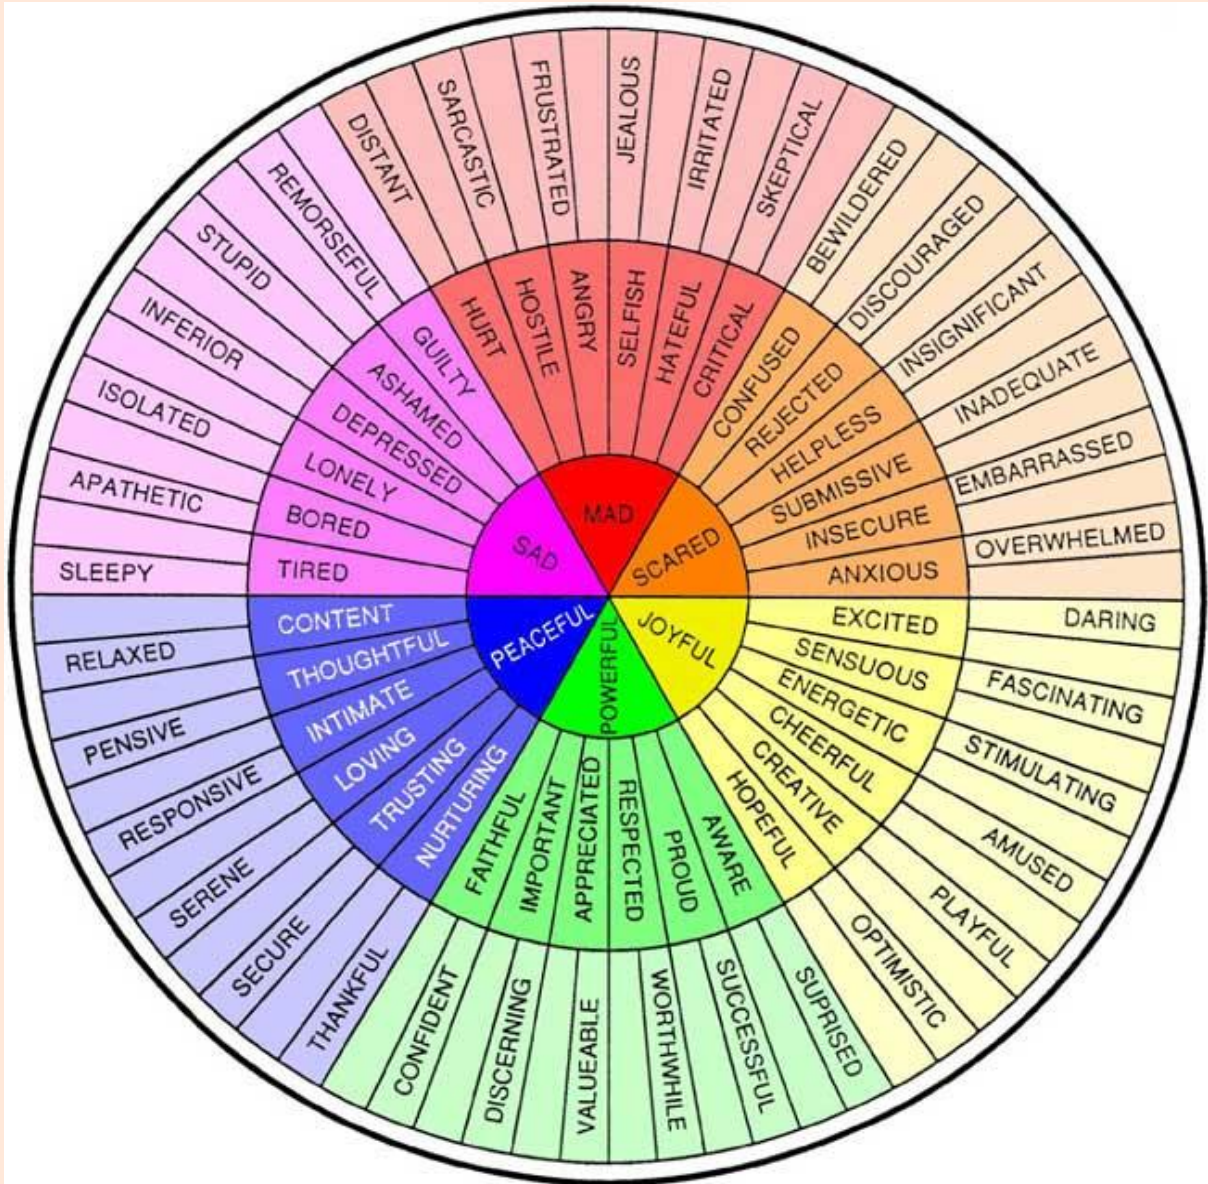 MAD
SCARED
JOYFUL
POWERFUL
PEACEFUL
SAD
HURT
HOSTILE
ANGRY
SELFISH
HATEFUL
CRITICAL
CONFUSED
REJECTED
HELPLESS
SUBMISSIVE
INSECURE
ANXIOUS
EXCITED
SENSUOUS
ENERGETIC
CHEERFUL
CREATIVE
HOPEFUL
AWARE
PROUD
RESPECTED
APPRECIATED
IMPORTANT
FAITHFUL
NURTURING
TRUSTING
LOVING
INTIMATE
THOUGHTFUL
CONTENT
TIRED
BORED
LONELY
DEPRESSED
ASHAMED
GUILTY
DISTANT
SARCASTIC
FRUSTRATED
JEALOUS
IRRITATED
SKEPTICAL
BEWILDERED
DISCOURAGED
INSIGNIFICANT
INADEQUATE
EMBARRASSED
OVERWHELMED
DARING
FASCINATING
STIMULATING
AMUSED
PLAYFUL
OPTIMISTIC
SUPRISED
SUCCESSFUL
WORTHWHILE
VALUEABLE
DISCERNING
CONFIDENT
THANKFUL
SECURE
SERENE
RESPONSIVE
PENSIVE
RELAXED
SLEEPY
APATHETIC
ISOLATED
INFERIOR
STUPID
REMORSEFUL